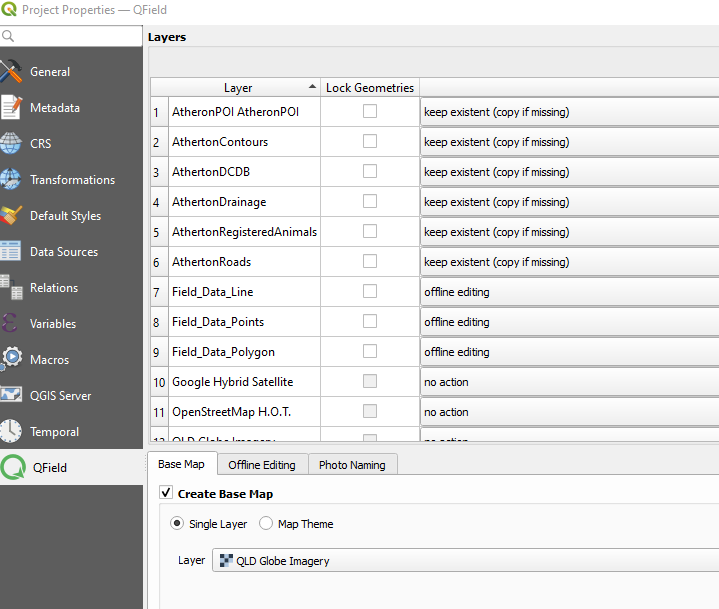 Project Properties — QField
Layers
General
Metadata
CRS
Transformations
Default Styles
Data Sources
Relations
Variables
Macros
QGIS Server
Temporal
QField
Layer Lock Geometries
1 AtheronPOI AtheronPOI keep existent (copy if missing)
2 AthertonContours keep existent (copy if missing)
3 AthertonDCDB keep existent (copy if missing)
4 AthertonDrainage keep existent (copy if missing)
5 AthertonRegisteredAnimals keep existent (copy if missing)
6 AthertonRoads keep existent (copy if missing)
7 Field_Data_Line offline editing
8 Field_Data_Points offline editing
9 Field_Data_Polygon offline editing
10 Google Hybrid Satellite no action
11 OpenStreetMap H.O.T. no action
12 QLD Globe Imagery no action
Base Map Offline Editing Photo Naming
Create Base Map
Single Layer Map Theme
Layer QLD Globe Imagery